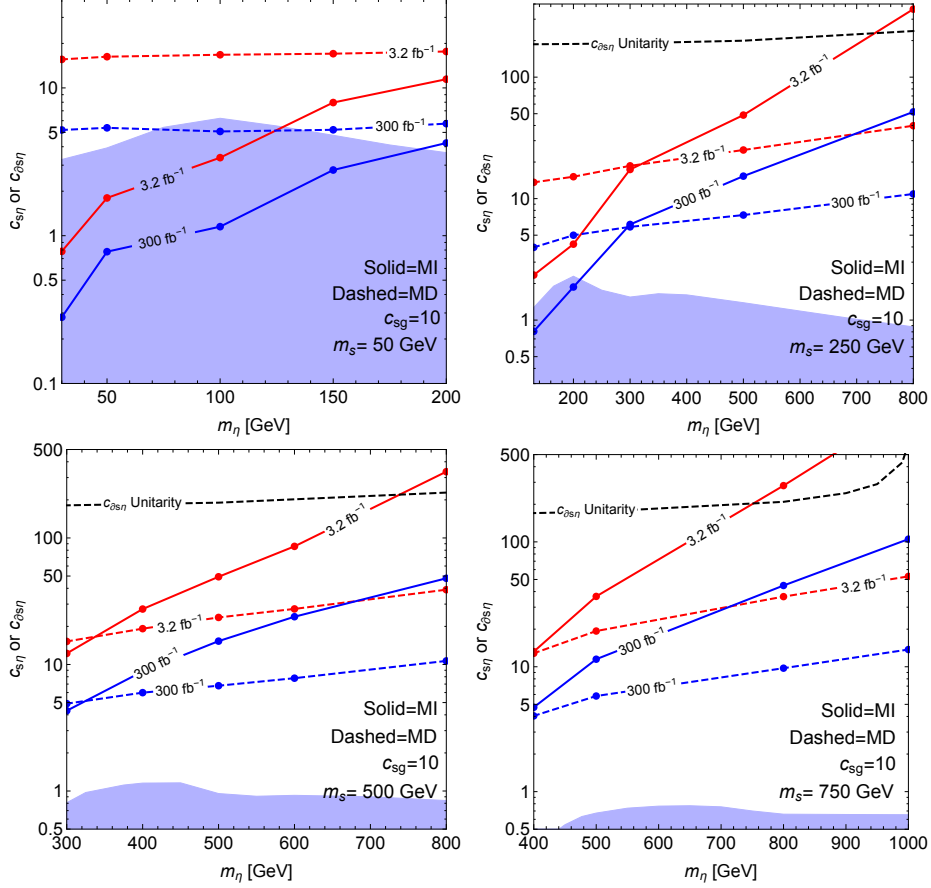 10
5
1
0.5
0.1
50
100
150
200
m_η [GeV]
c_sη or c_∂sη
3.2 fb⁻¹
300 fb⁻¹
3.2 fb⁻¹
300 fb⁻¹
Solid=MI
Dashed=MD
c_sg=10
m_s= 50 GeV
100
50
10
5
1
0.5
200
300
400
500
600
700
800
m_η [GeV]
c_sη or c_∂sη
c_∂sη Unitarity
3.2 fb⁻¹
3.2 fb⁻¹
300 fb⁻¹
300 fb⁻¹
Solid=MI
Dashed=MD
c_sg=10
m_s= 250 GeV
500
100
50
10
5
1
0.5
300
400
500
600
700
800
m_η [GeV]
c_sη or c_∂sη
c_∂sη Unitarity
3.2 fb⁻¹
3.2 fb⁻¹
300 fb⁻¹
300 fb⁻¹
Solid=MI
Dashed=MD
c_sg=10
m_s= 500 GeV
500
100
50
10
5
1
0.5
400
500
600
700
800
900
1000
m_η [GeV]
c_sη or c_∂sη
c_∂sη Unitarity
3.2 fb⁻¹
3.2 fb⁻¹
300 fb⁻¹
300 fb⁻¹
Solid=MI
Dashed=MD
c_sg=10
m_s= 750 GeV